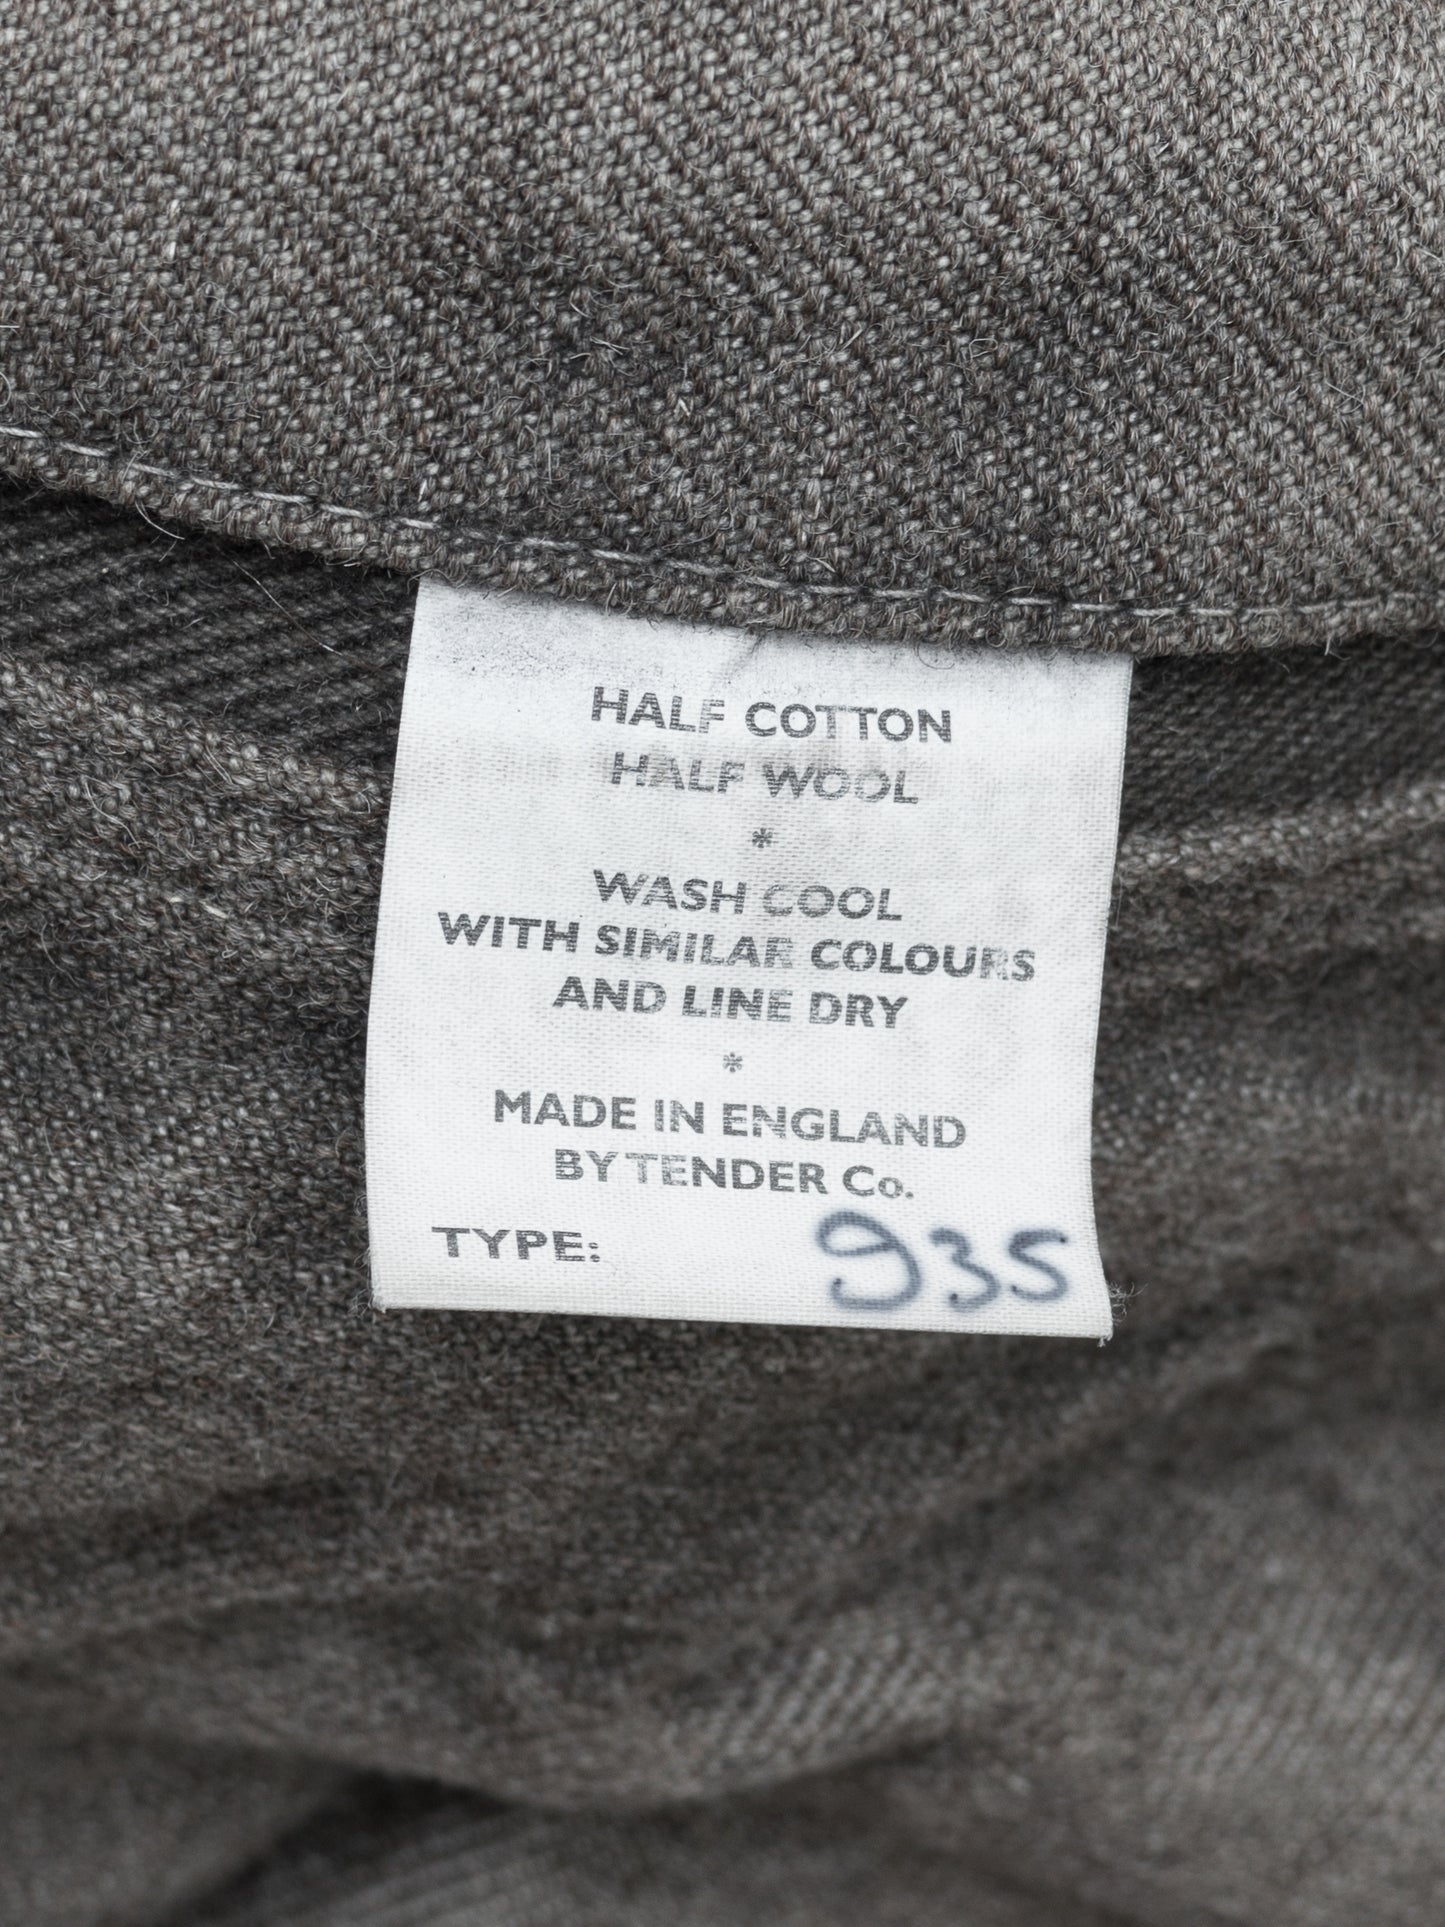 HALF COTTON
HALF WOOL
*
WASH COOL
WITH SIMILAR COLOURS
AND LINE DRY
*
MADE IN ENGLAND
BY TENDER Co.
TYPE: 935